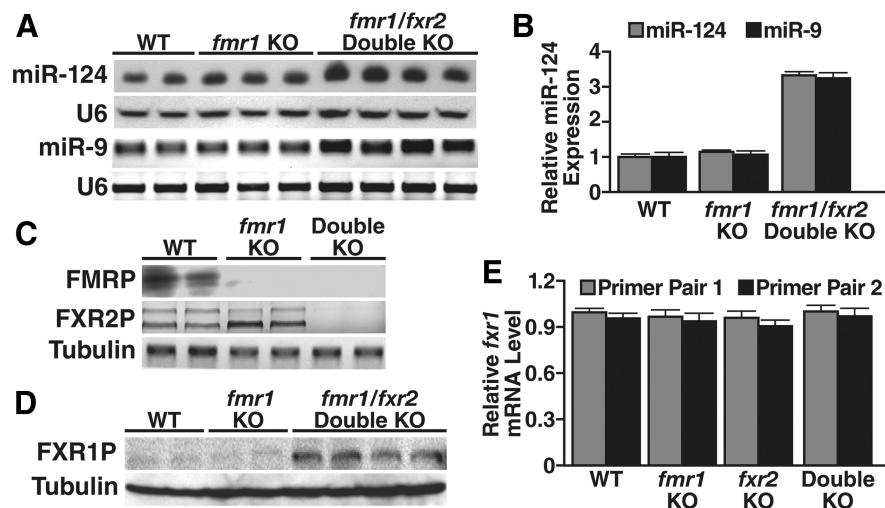 A
WT fmr1 KO fmr1/fxr2 Double KO
miR-124
U6
miR-9
U6
B
miR-124 miR-9
Relative miR-124 Expression
4
3
2
1
0
WT fmr1 KO fmr1/fxr2 Double KO
C
WT fmr1 KO Double KO
FMRP
FXR2P
Tubulin
D
WT fmr1 KO fmr1/fxr2 Double KO
FXR1P
Tubulin
E
Primer Pair 1 Primer Pair 2
Relative fxr1 mRNA Level
1.2
0.9
0.6
0.3
0
WT fmr1 KO fxr2 KO Double KO